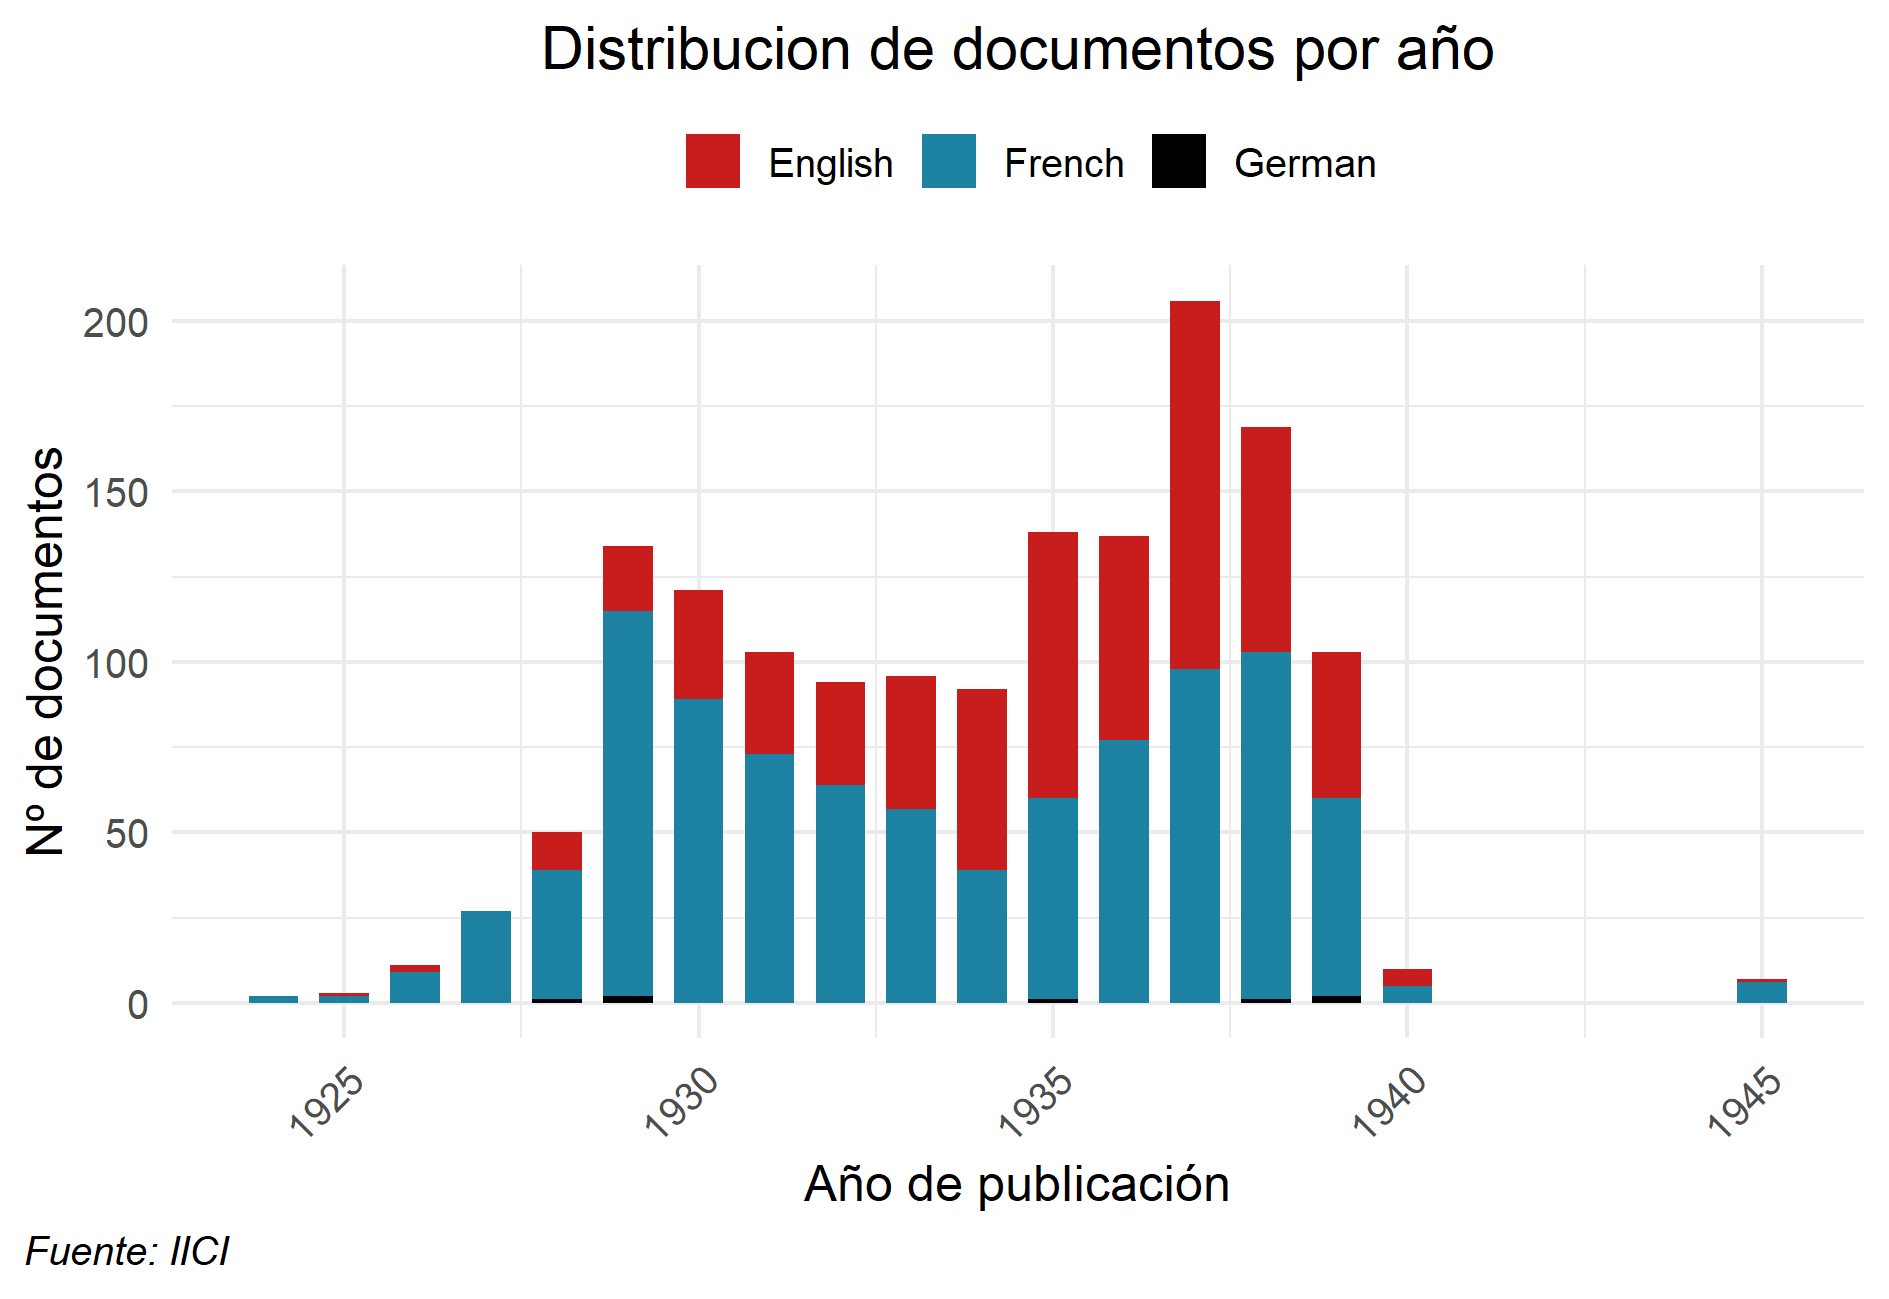 Distribucion de documentos por año
English French German
200
150
100
50
0
Nº de documentos
1925 1930 1935 1940 1945
Año de publicación
Fuente: IICI